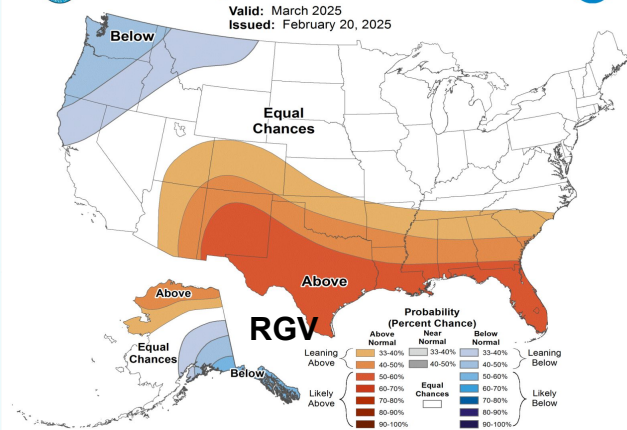 Valid: March 2025
Issued: February 20, 2025
Below
Equal
Chances
Above
Above
RGV
Equal
Chances
Below
Probability
(Percent Chance)
Above
Normal
Near
Normal
Below
Normal
Leaning
Above
33-40%
33-40%
33-40%
Leaning
Below
40-50%
40-50%
40-50%
Likely
Above
50-60%
50-60%
Likely
Below
60-70%
60-70%
Equal
Chances
70-80%
70-80%
80-90%
80-90%
90-100%
90-100%